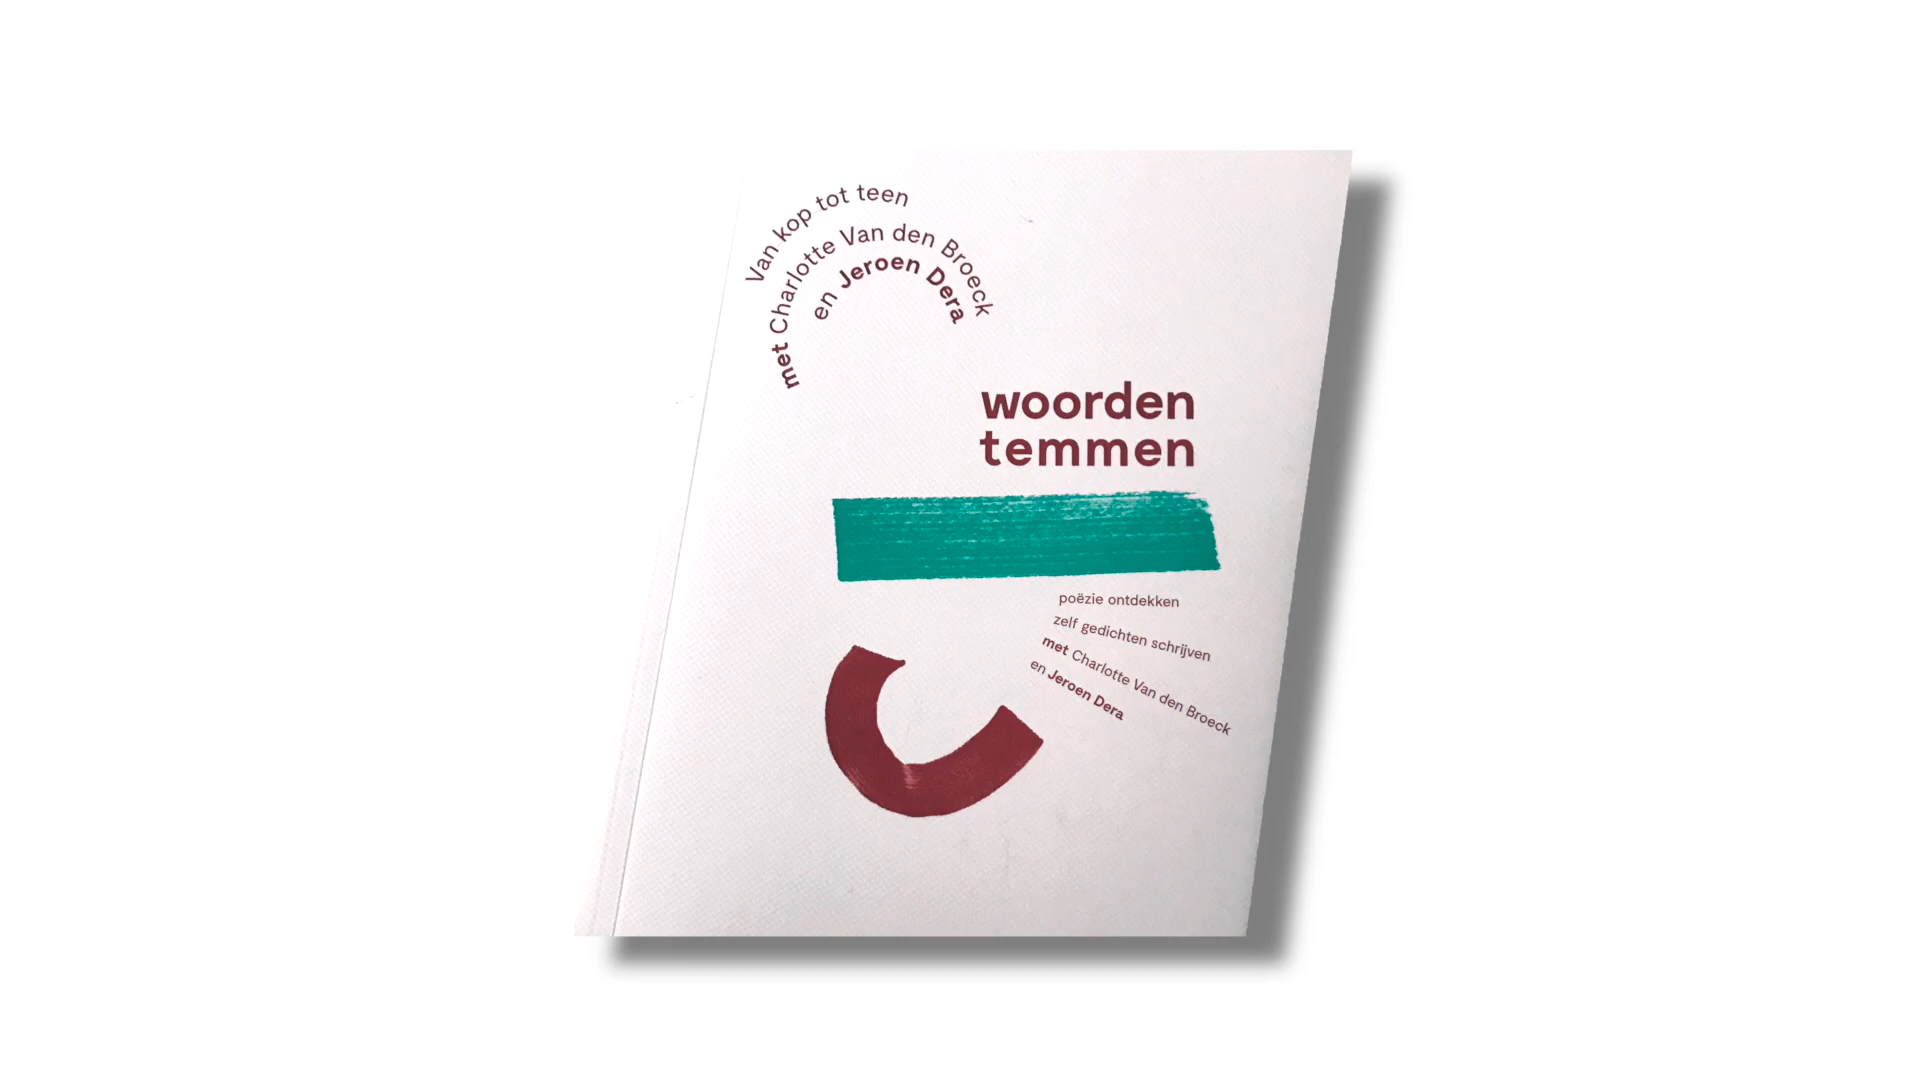 Van kop tot teen
met Charlotte Van den Broeck
en Jeroen Dera
woorden
temmen
poëzie ontdekken
zelf gedichten schrijven
met Charlotte Van den Broeck
en Jeroen Dera